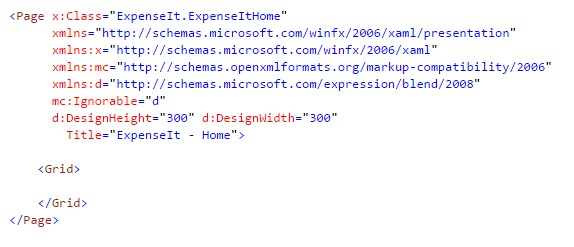 <Page x:Class="ExpenseIt.ExpenseItHome"
xmlns="http://schemas.microsoft.com/winfx/2006/xaml/presentation"
xmlns:x="http://schemas.microsoft.com/winfx/2006/xaml"
xmlns:mc="http://schemas.openxmlformats.org/markup-compatibility/2006"
xmlns:d="http://schemas.microsoft.com/expression/blend/2008"
mc:Ignorable="d"
d:DesignHeight="300" d:DesignWidth="300"
Title="ExpenseIt - Home">
<Grid>
</Grid>
</Page>